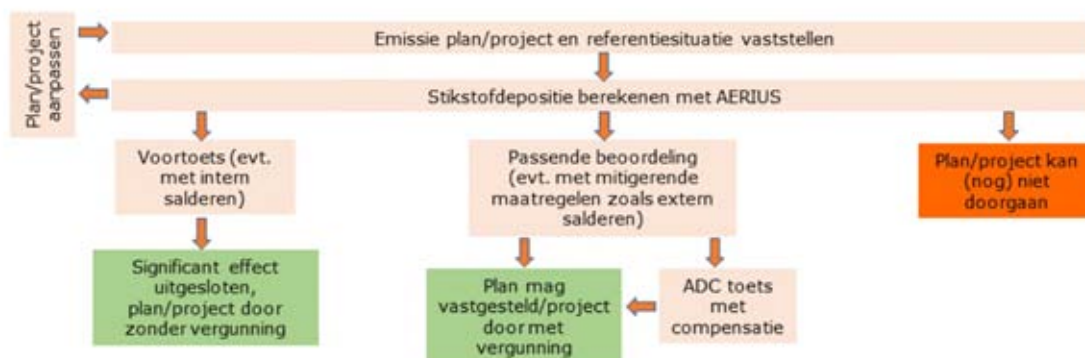 Plan/project
aanpassen
Emissie plan/project en referentiesituatie vaststellen
Stikstofdepositie berekenen met AERIUS
Voortoets (evt.
met intern
salderen)
Passende beoordeling
(evt. met mitigerende
maatregelen zoals extern
salderen)
Plan/project kan
(nog) niet
doorgaan
Significant effect
uitgesloten,
plan/project door
zonder vergunning
Plan mag
vastgesteld/project
door met
vergunning
ADC toets
met
compensatie